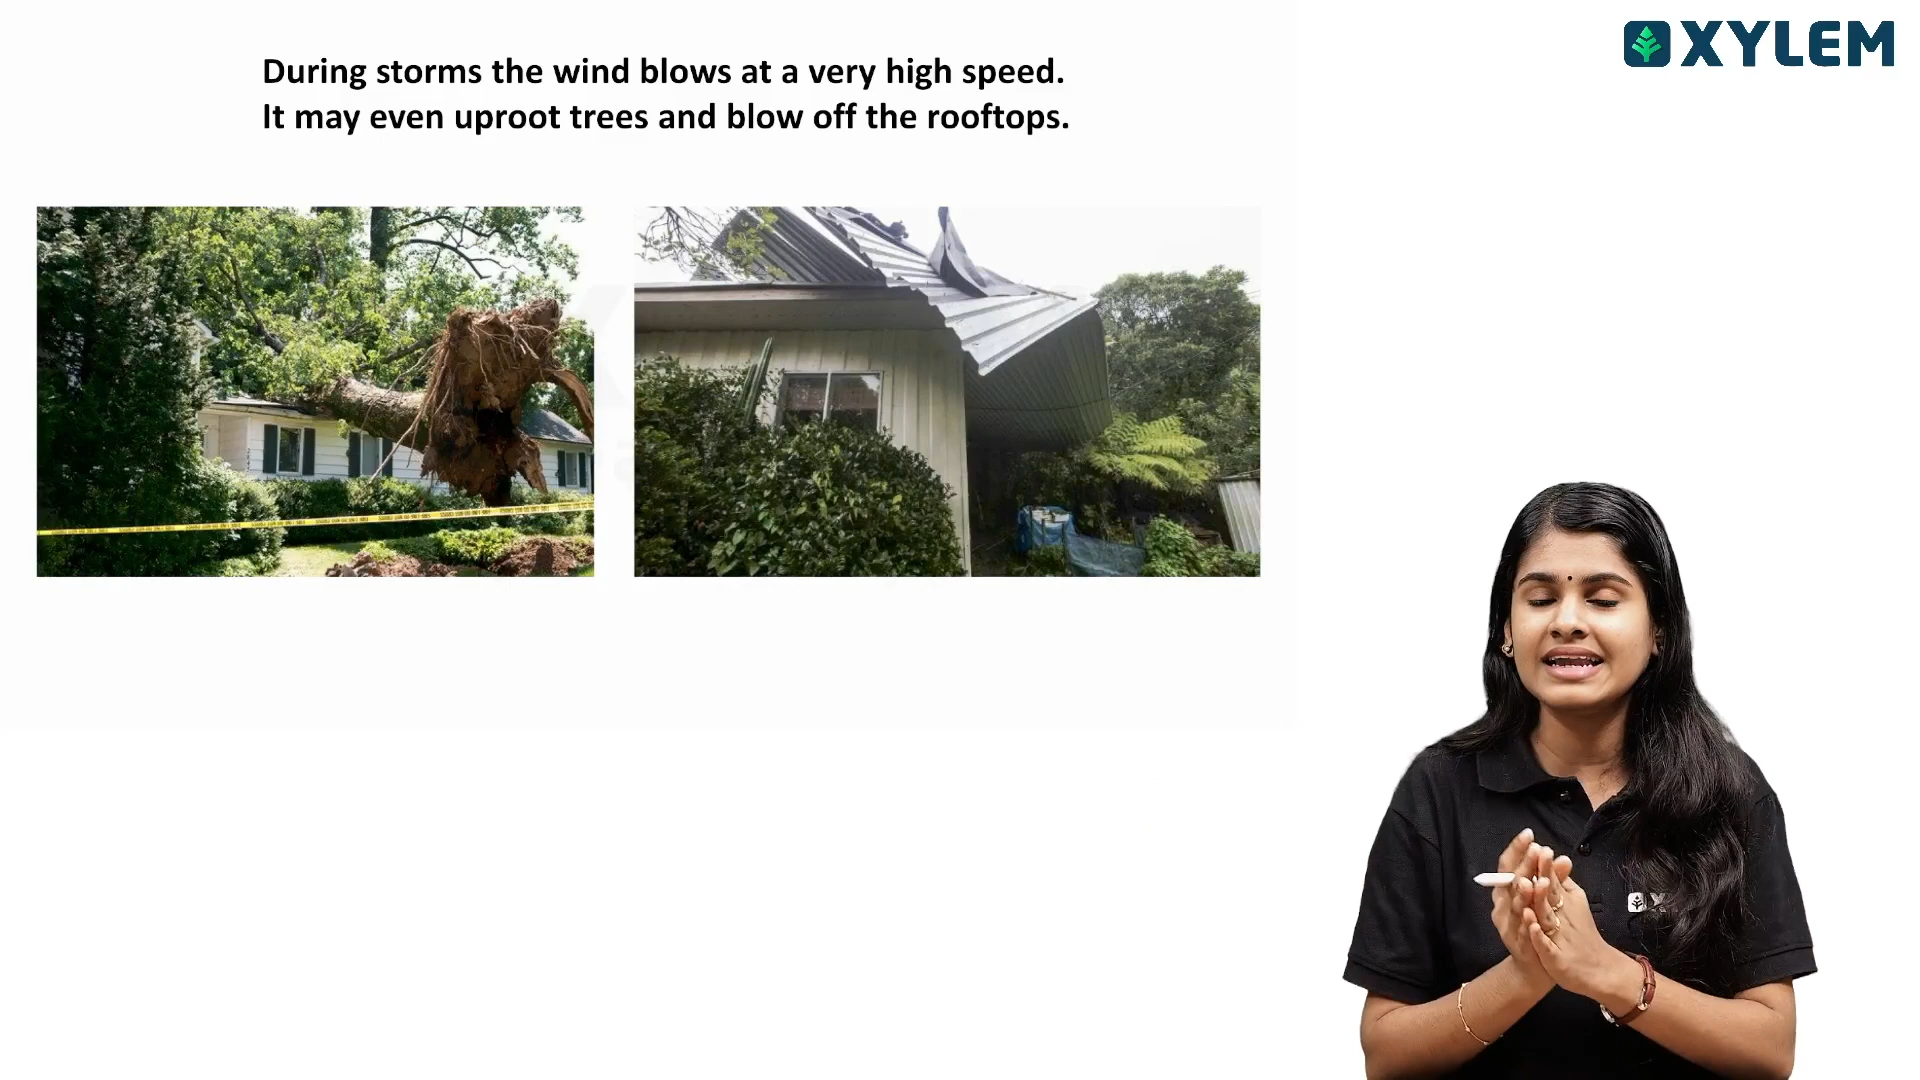 During storms the wind blows at a very high speed.
It may even uproot trees and blow off the rooftops.
XYLEM